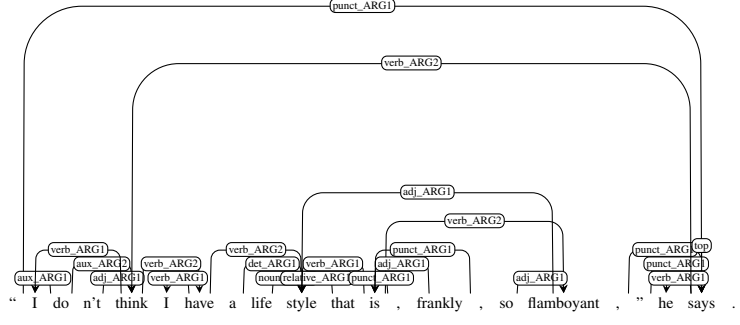 punct_ARG1
verb_ARG2
adj_ARG1
verb_ARG2
verb_ARG1 verb_ARG2 punct_ARG1 punct_ARG1 top
aux_ARG2 verb_ARG2 det_ARG1 verb_ARG1 adj_ARG1 punct_ARG1
aux_ARG1 adj_ARG1 verb_ARG1 relative_ARG1 punct_ARG1 adj_ARG1 verb_ARG1
“ I do n't think I have a life style that is , frankly , so flamboyant , ” he says .